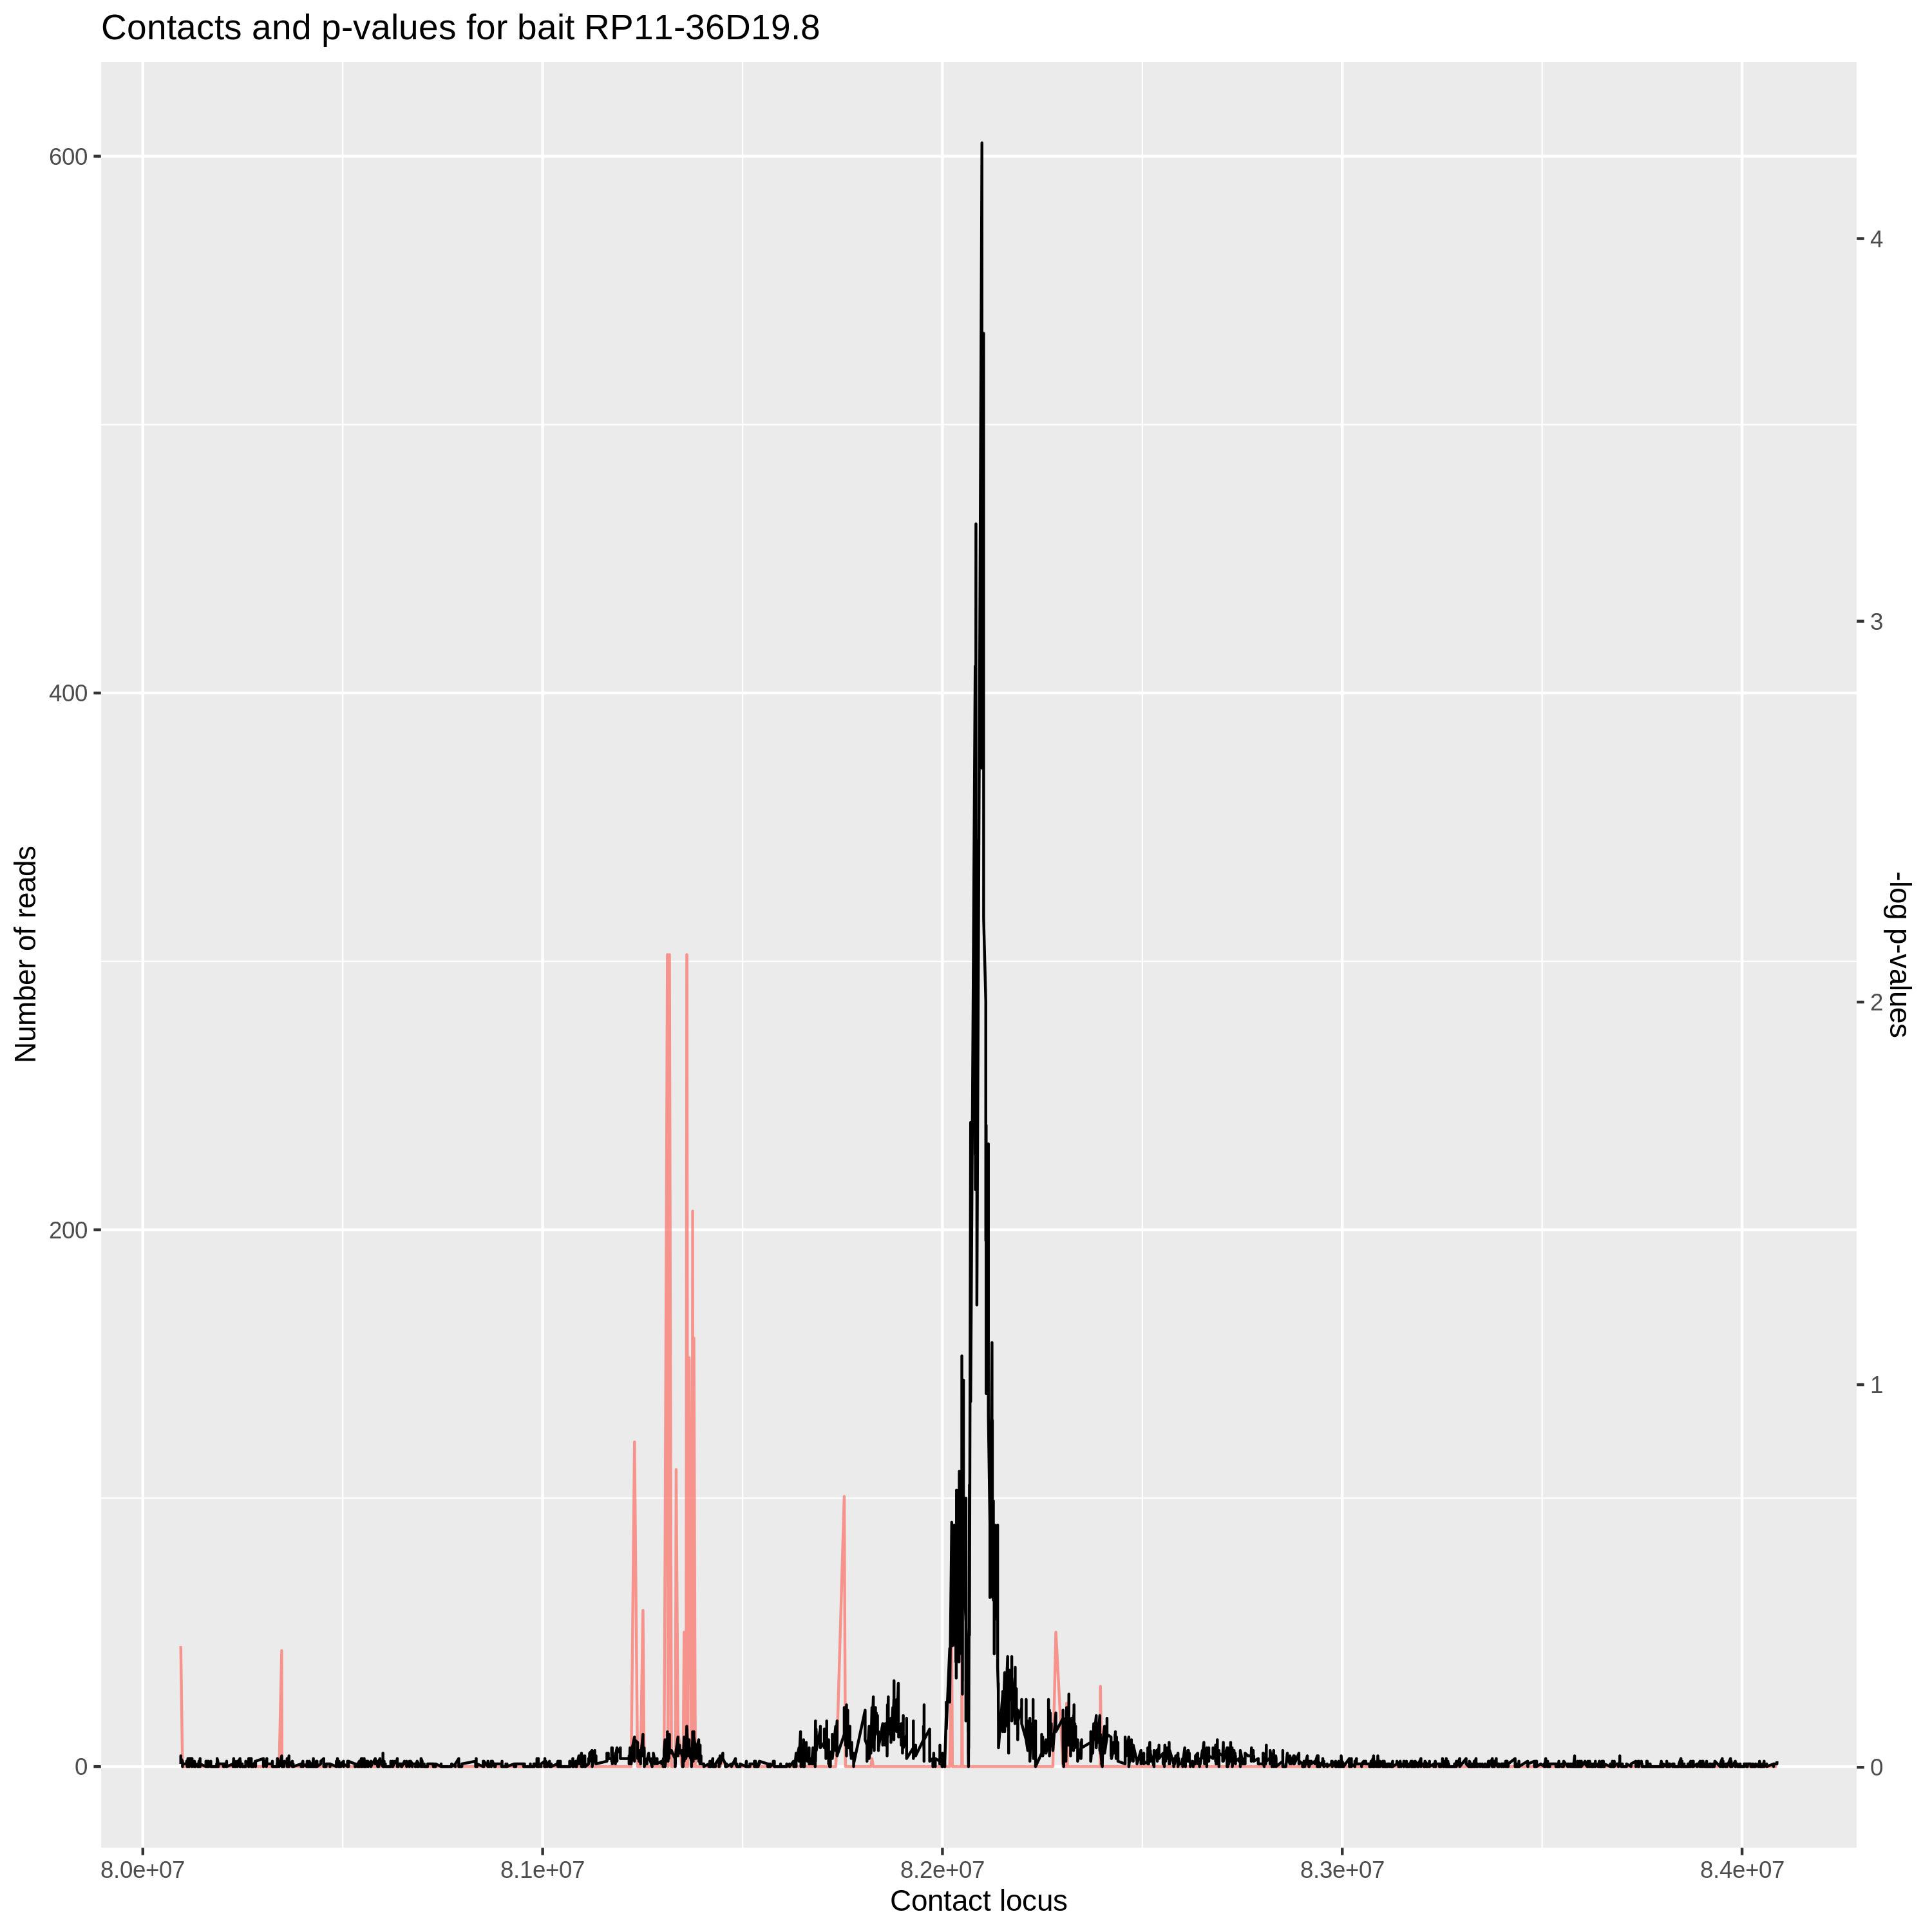 Contacts and p-values for bait RP11-36D19.8
600
400
200
0
Number of reads
4
3
2
1
0
-log p-values
8.0e+07
8.1e+07
8.2e+07
8.3e+07
8.4e+07
Contact locus